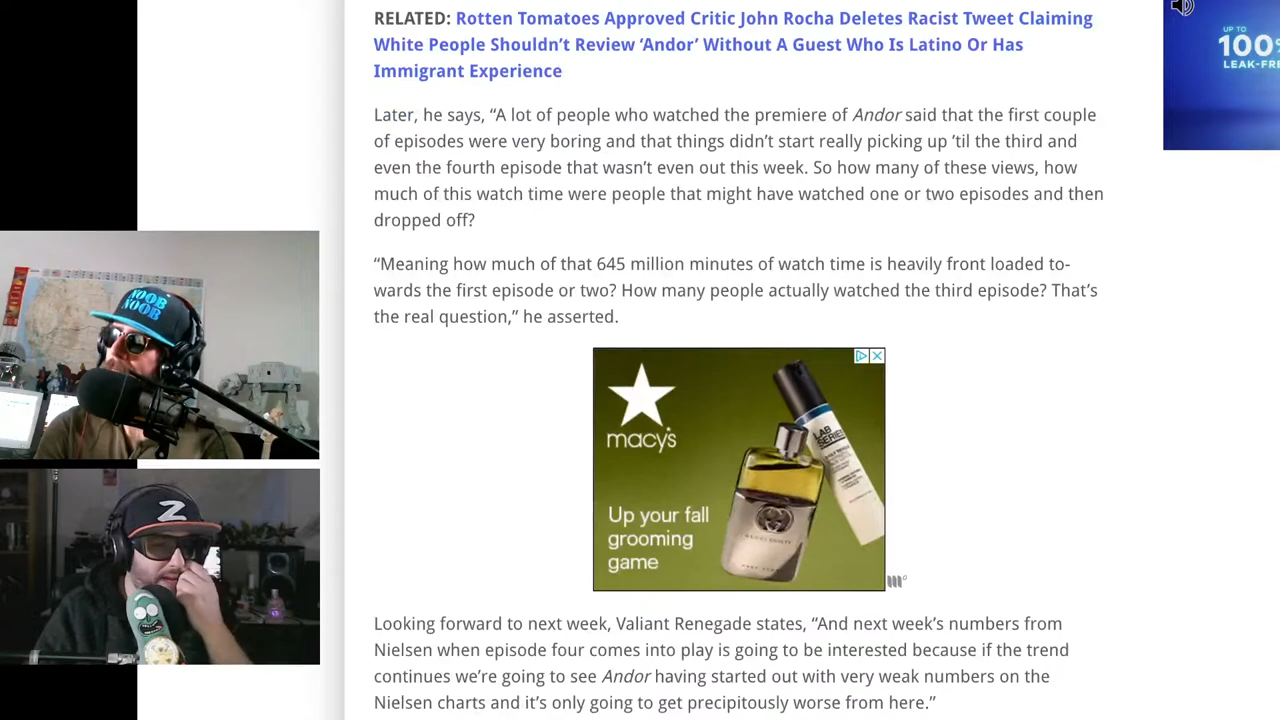 RELATED: Rotten Tomatoes Approved Critic John Rocha Deletes Racist Tweet Claiming
White People Shouldn't Review ‘Andor’ Without A Guest Who Is Latino Or Has
Immigrant Experience
UP TO
100%
LEAK-FRE
Later, he says, “A lot of people who watched the premiere of Andor said that the first couple
of episodes were very boring and that things didn’t start really picking up ’til the third and
even the fourth episode that wasn’t even out this week. So how many of these views, how
much of this watch time were people that might have watched one or two episodes and then
dropped off?
“Meaning how much of that 645 million minutes of watch time is heavily front loaded to-
wards the first episode or two? How many people actually watched the third episode? That’s
the real question,” he asserted.
NOOB
NOOB
Z
macy's
LAB
SERIES
Up your fall
grooming
game
Looking forward to next week, Valiant Renegade states, “And next week’s numbers from
Nielsen when episode four comes into play is going to be interested because if the trend
continues we’re going to see Andor having started out with very weak numbers on the
Nielsen charts and it’s only going to get precipitously worse from here.”